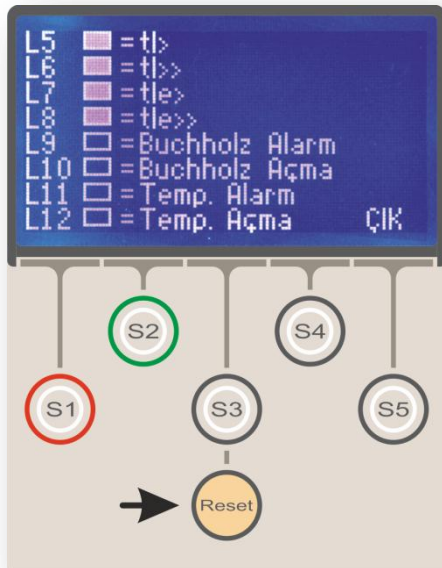 L5 = tI>
L6 = tI>>
L7 = tIe>
L8 = tIe>>
L9 = Buchholz Alarm
L10 = Buchholz Açma
L11 = Temp. Alarm
L12 = Temp. Açma ÇIK
S2 S4
S1 S3 S5
Reset